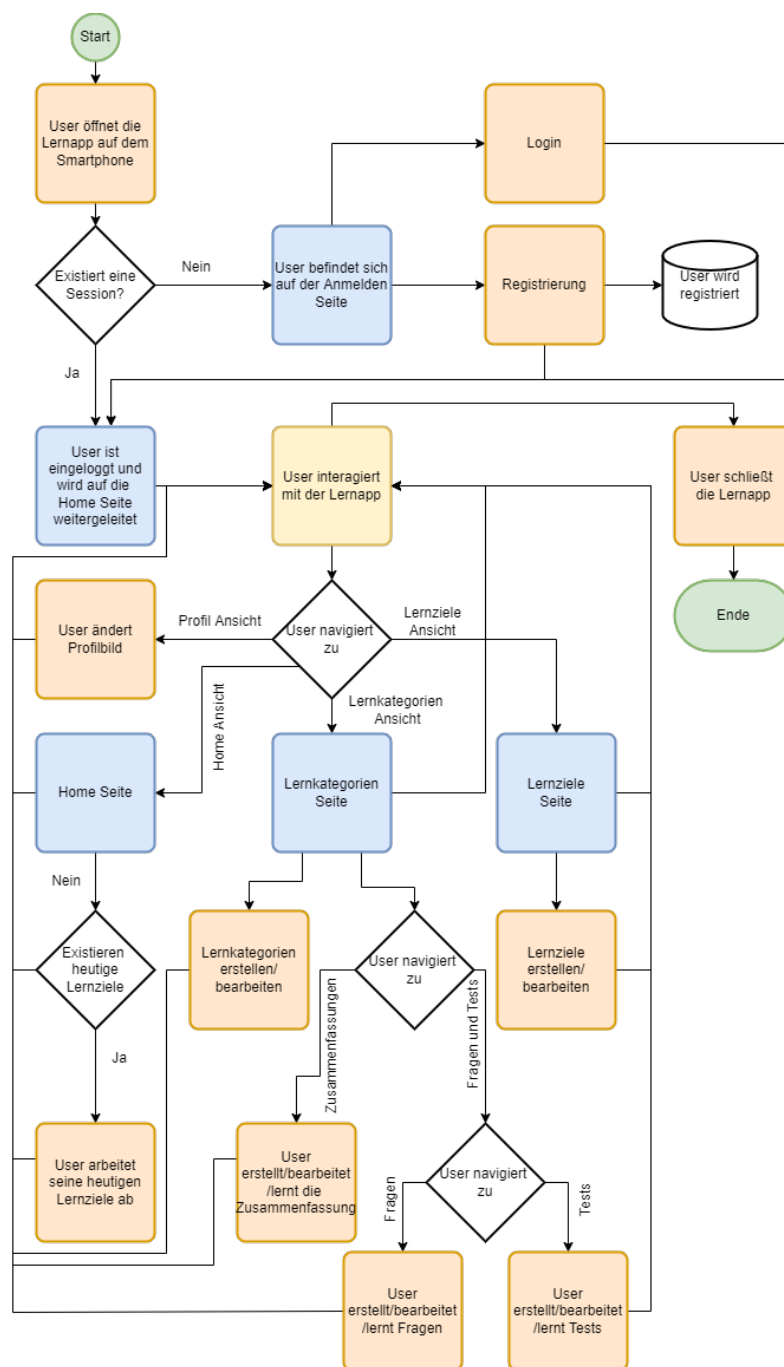 Start
User öffnet die
Lernapp auf dem
Smartphone
Login
Existiert eine
Session?
Nein
User befindet sich
auf der Anmelden
Seite
Registrierung
User wird
registriert
Ja
User ist
eingeloggt und
wird auf die
Home Seite
weitergeleitet
User interagiert
mit der Lernapp
User schließt
die Lernapp
Ende
User ändert
Profilbild
Profil Ansicht
User navigiert
zu
Lernziele
Ansicht
Home Ansicht
Lernkategorien
Ansicht
Home Seite
Lernkategorien
Seite
Lernziele
Seite
Nein
Existieren
heutige
Lernziele
Lernkategorien
erstellen/
bearbeiten
User navigiert
zu
Lernziele
erstellen/
bearbeiten
Ja
Zusammenfassungen
Fragen und Tests
User arbeitet
seine heutigen
Lernziele ab
User
erstellt/bearbeitet
/lernt die
Zusammenfassung
User navigiert
zu
Fragen
Tests
User
erstellt/bearbeitet
/lernt Fragen
User
erstellt/bearbeitet
/lernt Tests